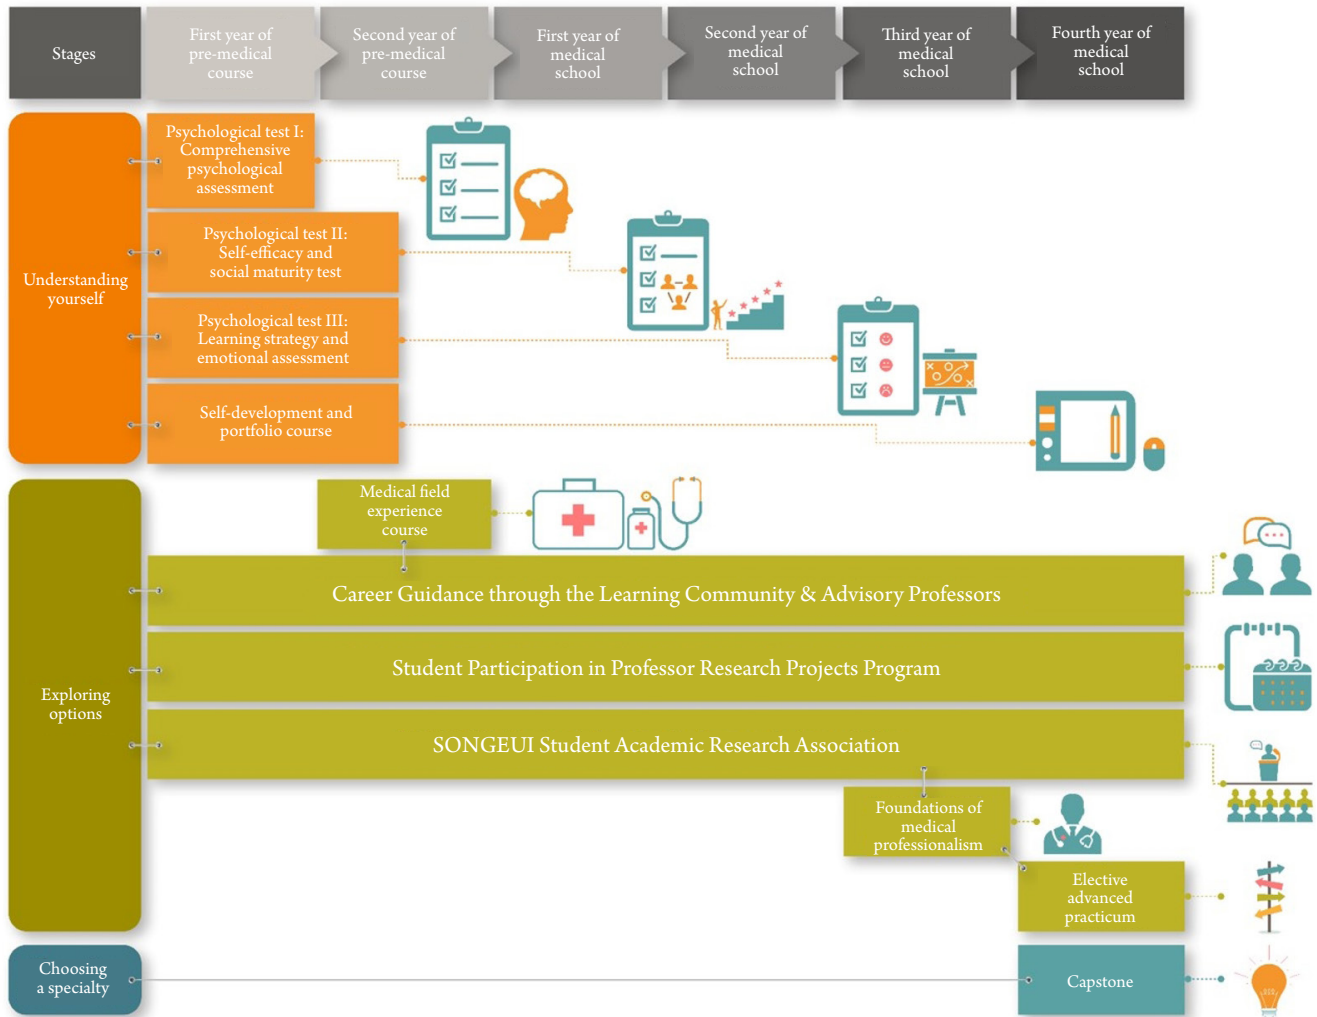 Stages
First year of
pre-medical
course
Second year of
pre-medical
course
First year of
medical
school
Second year of
medical
school
Third year of
medical
school
Fourth year of
medical
school
Understanding
yourself
Psychological test I:
Comprehensive
psychological
assessment
Psychological test II:
Self-efficacy and
social maturity test
Psychological test III:
Learning strategy and
emotional assessment
Self-development and
portfolio course
Exploring
options
Medical field
experience
course
Career Guidance through the Learning Community & Advisory Professors
Student Participation in Professor Research Projects Program
SONGEUI Student Academic Research Association
Foundations of
medical
professionalism
Elective
advanced
practicum
Choosing
a specialty
Capstone